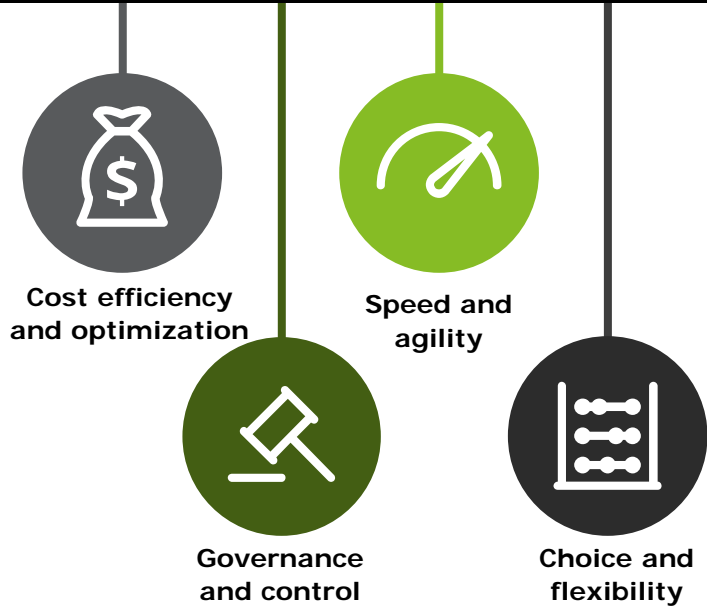 $
Cost efficiency
and optimization
Speed and
agility
Governance
and control
Choice and
flexibility